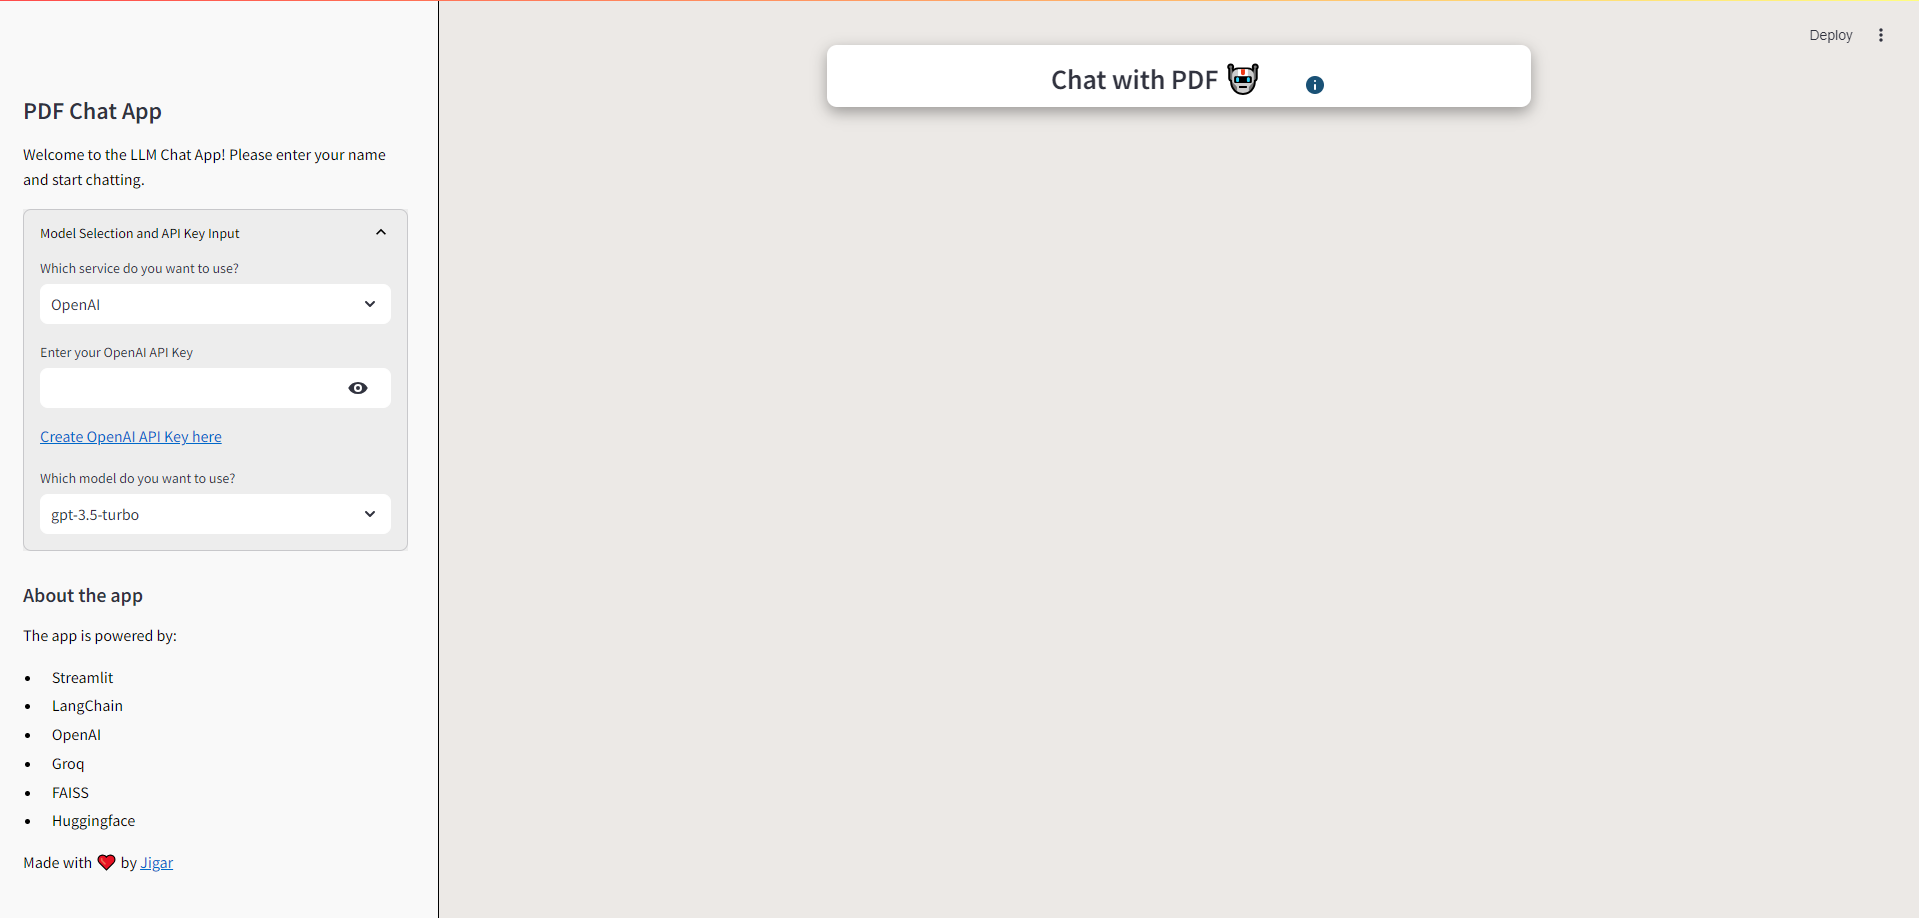 Deploy
Chat with PDF
PDF Chat App
Welcome to the LLM Chat App! Please enter your name
and start chatting.
Model Selection and API Key Input
Which service do you want to use?
OpenAI
Enter your OpenAI API Key
Create OpenAI API Key here
Which model do you want to use?
gpt-3.5-turbo
About the app
The app is powered by:
• Streamlit
• LangChain
• OpenAI
• Groq
• FAISS
• Huggingface
Made with ❤️ by Jigar